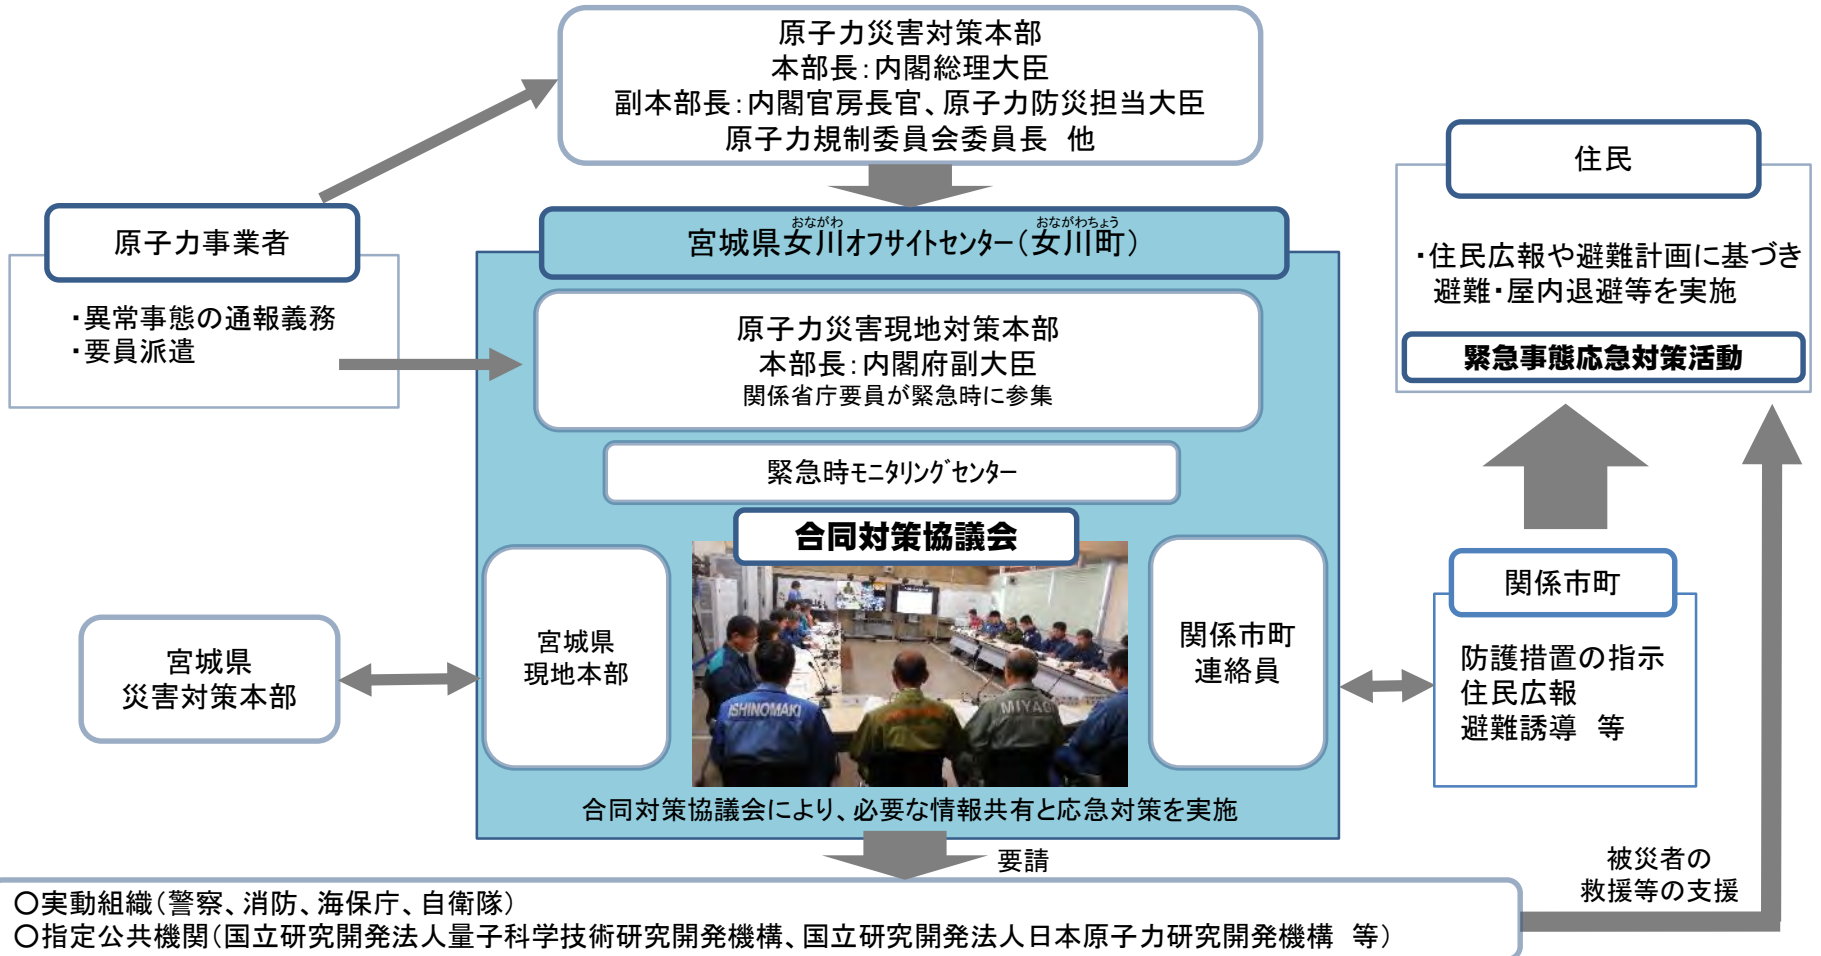 原子力災害対策本部
本部長：内閣総理大臣
副本部長：内閣官房長官、原子力防災担当大臣
原子力規制委員会委員長　他
原子力事業者
・異常事態の通報義務
・要員派遣
おながわ　おながわちょう
宮城県女川オフサイトセンター（女川町）
原子力災害現地対策本部
本部長：内閣府副大臣
関係省庁要員が緊急時に参集
緊急時ﾓﾆﾀﾘﾝｸﾞｾﾝﾀｰ
合同対策協議会
宮城県
現地本部
ISHINOMAKI
MIYAGI
関係市町
連絡員
合同対策協議会により、必要な情報共有と応急対策を実施
宮城県
災害対策本部
住民
・住民広報や避難計画に基づき
避難・屋内退避等を実施
緊急事態応急対策活動
関係市町
防護措置の指示
住民広報
避難誘導　等
要請
被災者の
救援等の支援
○実動組織（警察、消防、海保庁、自衛隊）
○指定公共機関（国立研究開発法人量子科学技術研究開発機構、国立研究開発法人日本原子力研究開発機構　等）